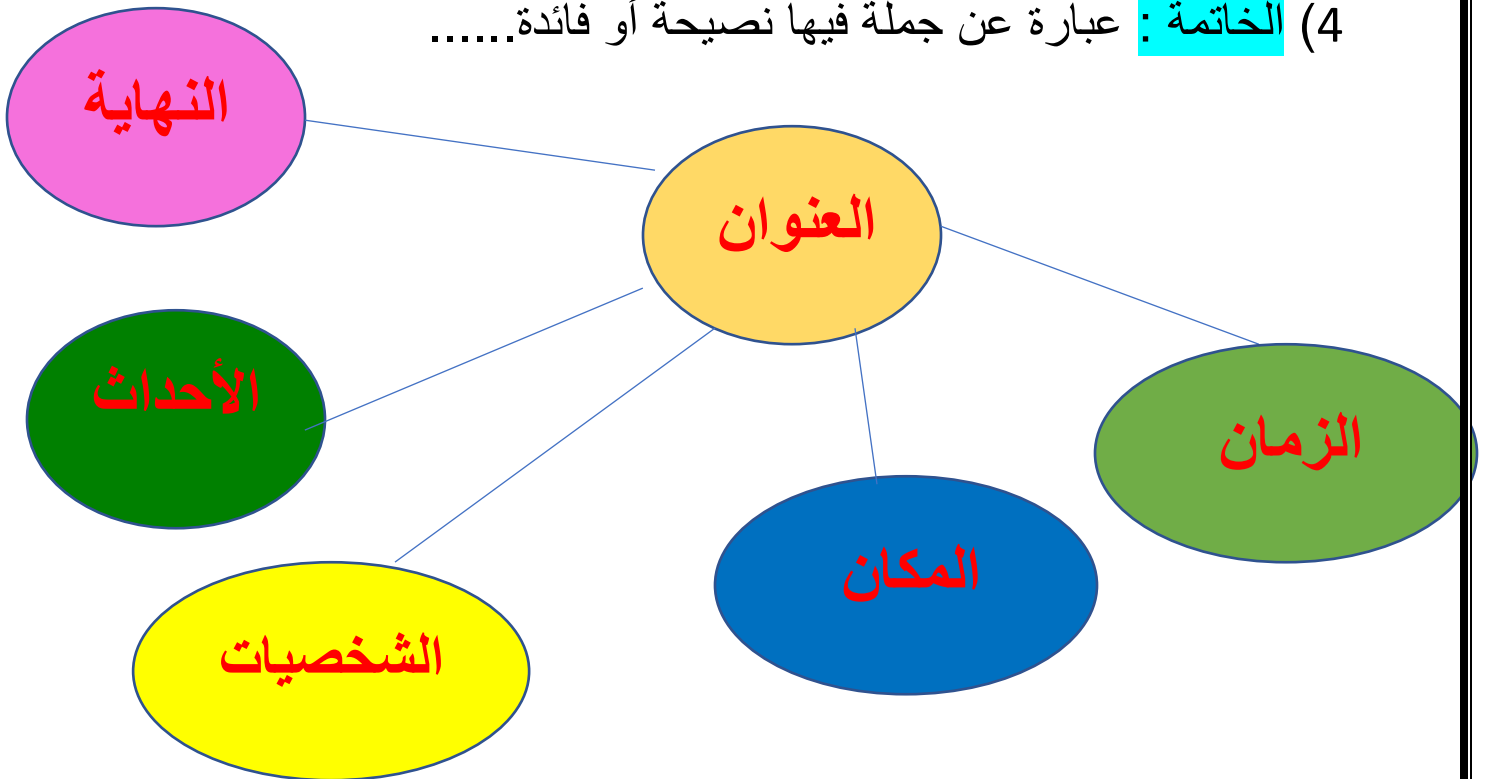 4) الخاتمة : عبارة عن جملة فيها نصيحة أو فائدة......
النهاية
العنوان
الأحداث
الزمان
المكان
الشخصيات